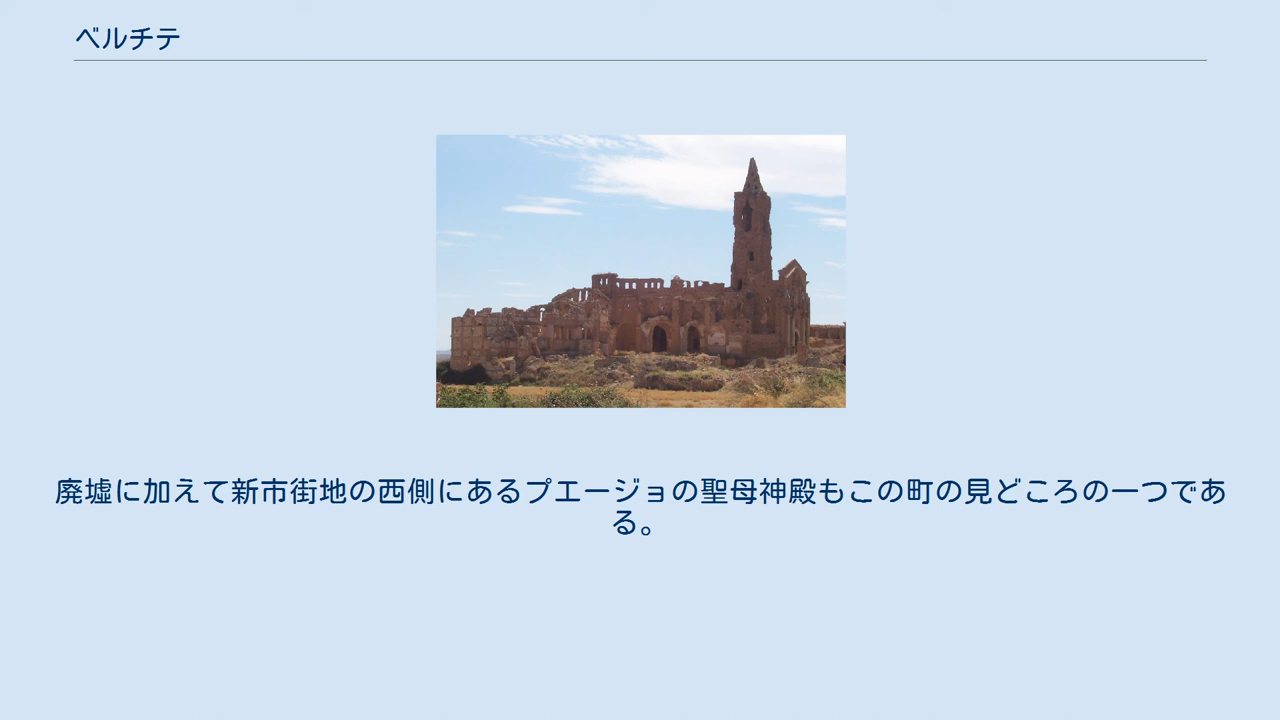 ベルチテ
廃墟に加えて新市街地の西側にあるプエージョの聖母神殿もこの町の見どころの一つであ
る。